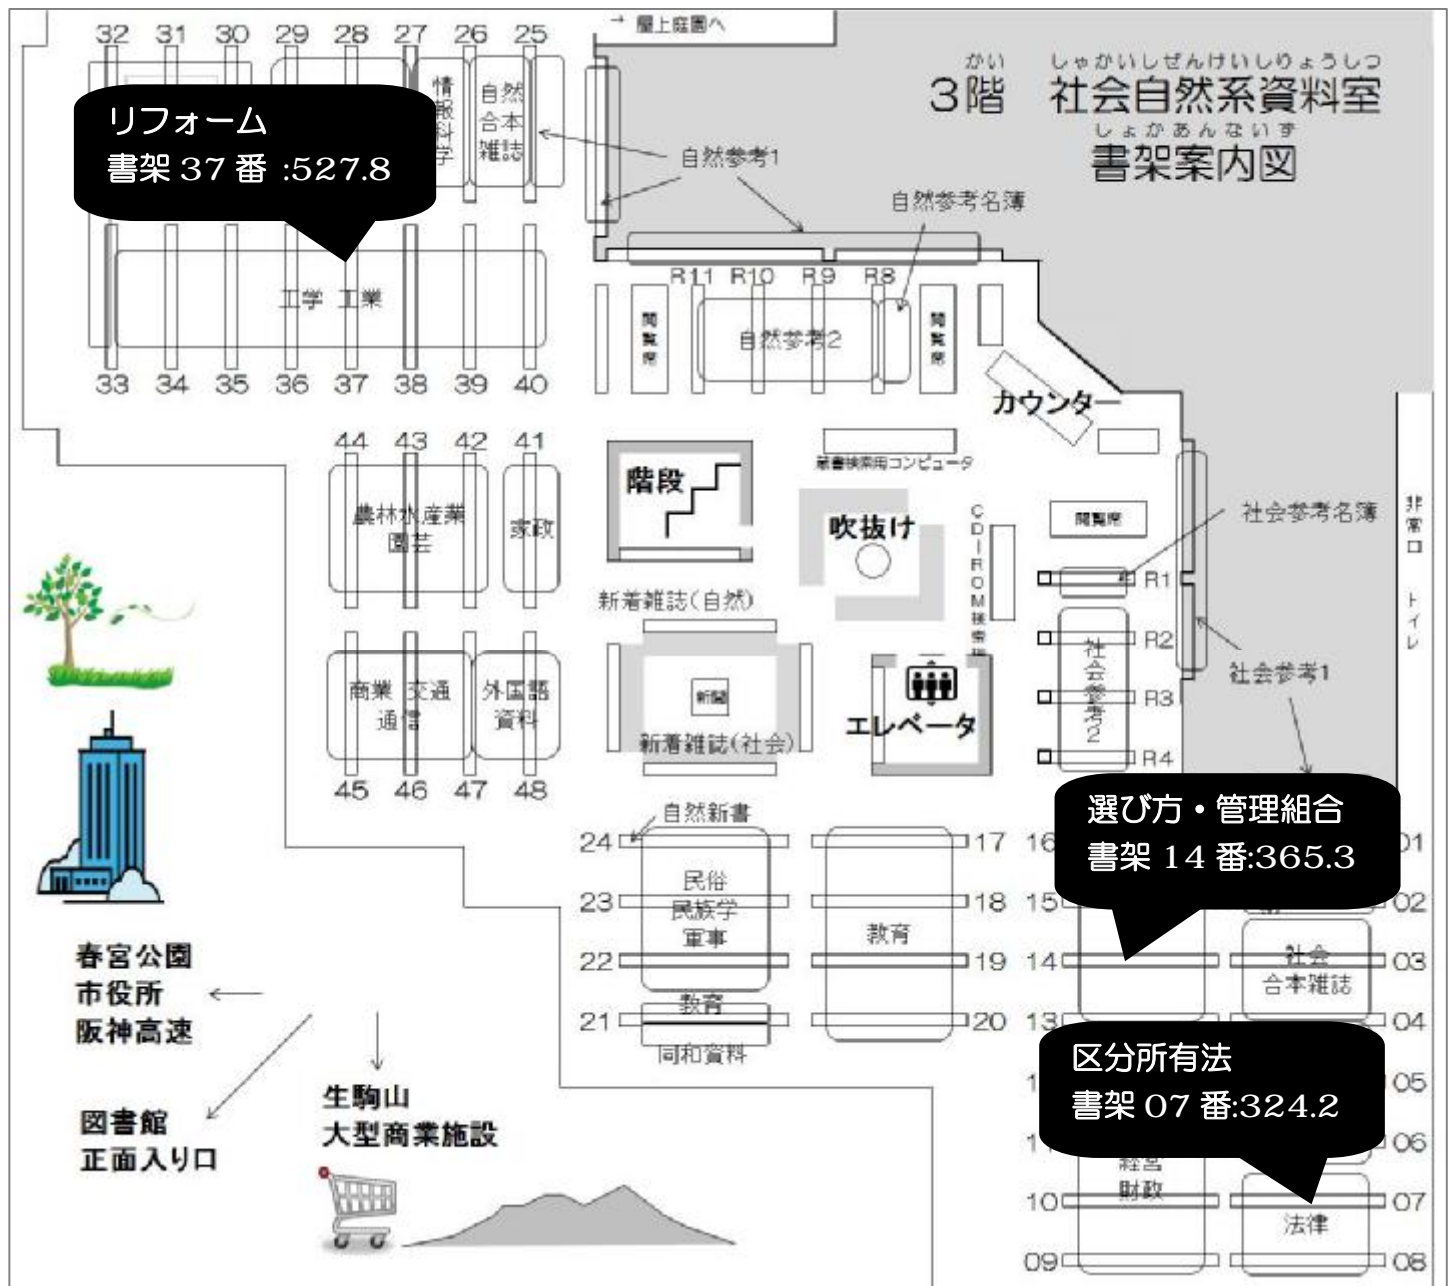 → 屋上庭園へ
かい しゃかいしぜんけいしりょうしつ
3階 社会自然系資料室
しょかあんないず
書架案内図
32 31 30 29 28 27 26 25
リフォーム
書架 37 番 :527.8
情報科学
自然
合本
雑誌
自然参考1
自然参考名簿
工学 工業
R11 R10 R9 R8
閲覧席
自然参考2
閲覧席
33 34 35 36 37 38 39 40
カウンター
蔵書検索用コンピュータ
44 43 42 41
階段
農林水産業
園芸
家政
吹抜け
CD-ROM検索
閲覧席
社会参考名簿
非常口 トイレ
R1
R2
R3
R4
社会参考2
社会参考1
新着雑誌(自然)
新聞
新着雑誌(社会)
エレベータ
商業 交通
通信
外国語
資料
45 46 47 48
自然新書
24 17 16 01
選び方・管理組合
書架 14 番:365.3
23 18 15 02
民俗
民族学
軍事
教育
22 19 14 03
社会
合本雑誌
21 20 13 04
教育
同和資料
区分所有法
書架 07 番:324.2
05
06
経営
財政
10 07
法律
09 08
春宮公園
市役所
阪神高速
図書館
正面入り口
生駒山
大型商業施設